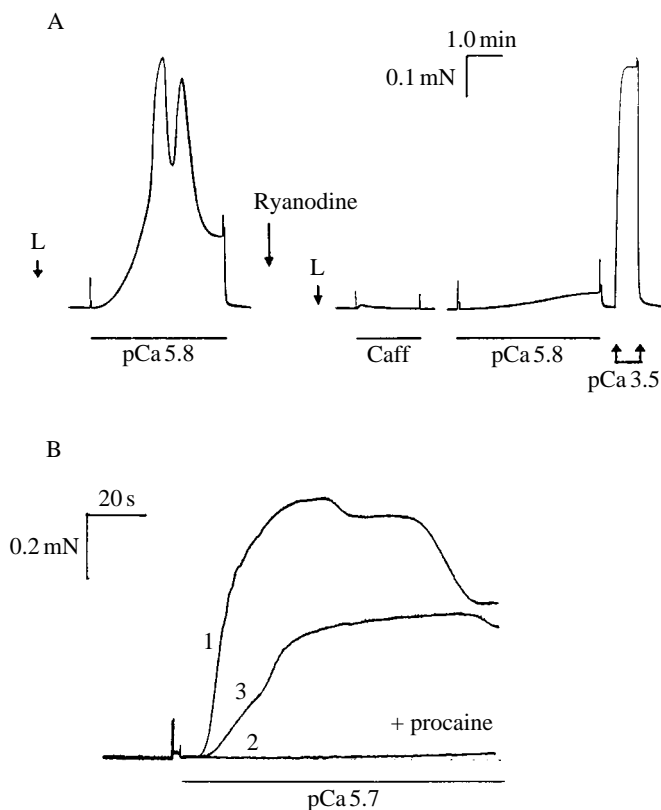 A
1.0 min
0.1 mN
L
Ryanodine
L
pCa 5.8
Caff
pCa 5.8
pCa 3.5
B
20 s
0.2 mN
1
3
2
+ procaine
pCa 5.7